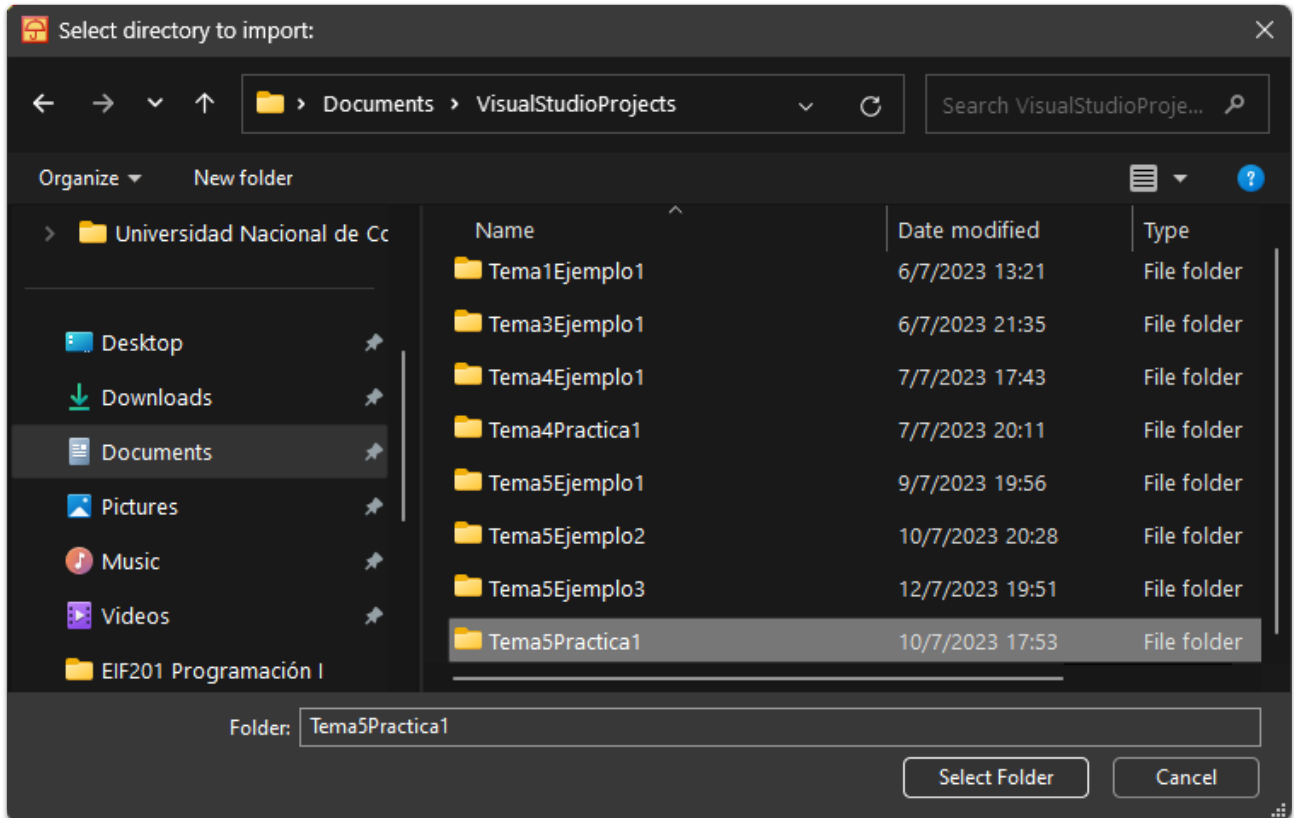 Select directory to import:
Documents VisualStudioProjects Search VisualStudioProje...
Organize New folder
Universidad Nacional de Cc
Name Date modified Type
Tema1Ejemplo1 6/7/2023 13:21 File folder
Tema3Ejemplo1 6/7/2023 21:35 File folder
Desktop
Tema4Ejemplo1 7/7/2023 17:43 File folder
Downloads
Tema4Practica1 7/7/2023 20:11 File folder
Documents
Tema5Ejemplo1 9/7/2023 19:56 File folder
Pictures
Tema5Ejemplo2 10/7/2023 20:28 File folder
Music
Tema5Ejemplo3 12/7/2023 19:51 File folder
Videos
Tema5Practica1 10/7/2023 17:53 File folder
EIF201 Programación I
Folder: Tema5Practica1
Select Folder Cancel